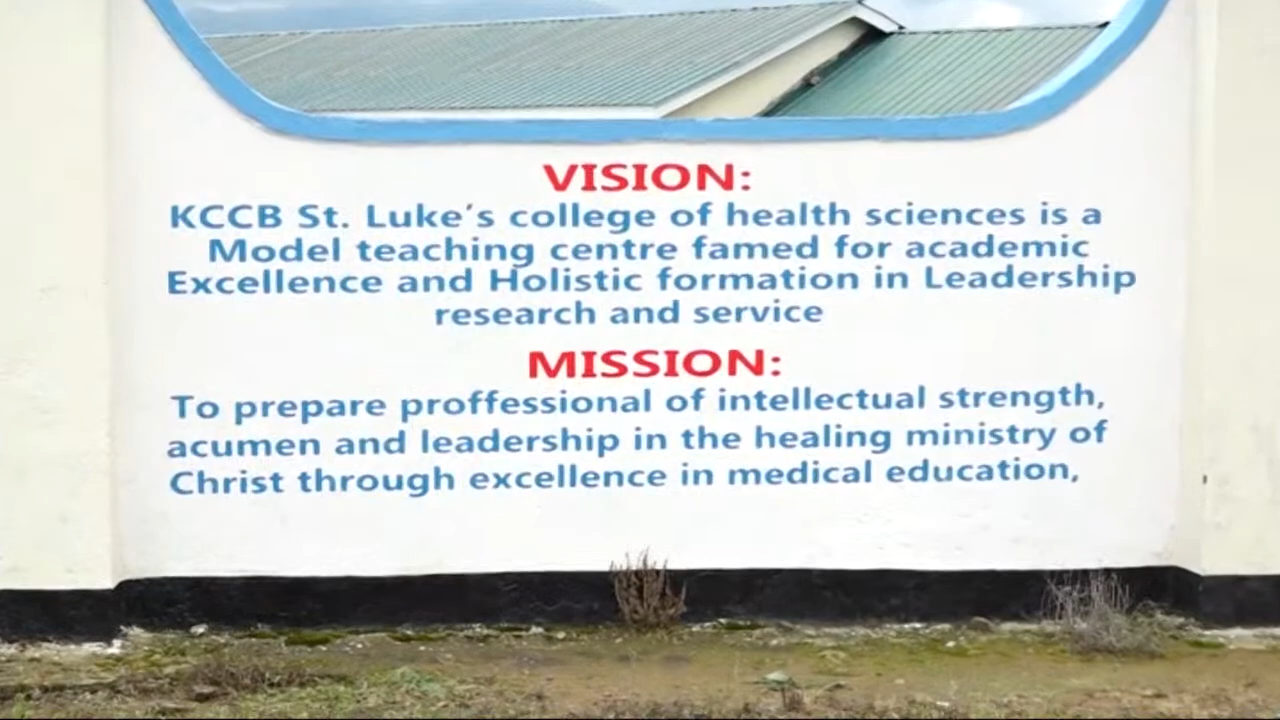 VISION:
KCCB St. Luke's college of health sciences is a
Model teaching centre famed for academic
Excellence and Holistic formation in Leadership
research and service
MISSION:
To prepare proffessional of intellectual strength,
acumen and leadership in the healing ministry of
Christ through excellence in medical education,